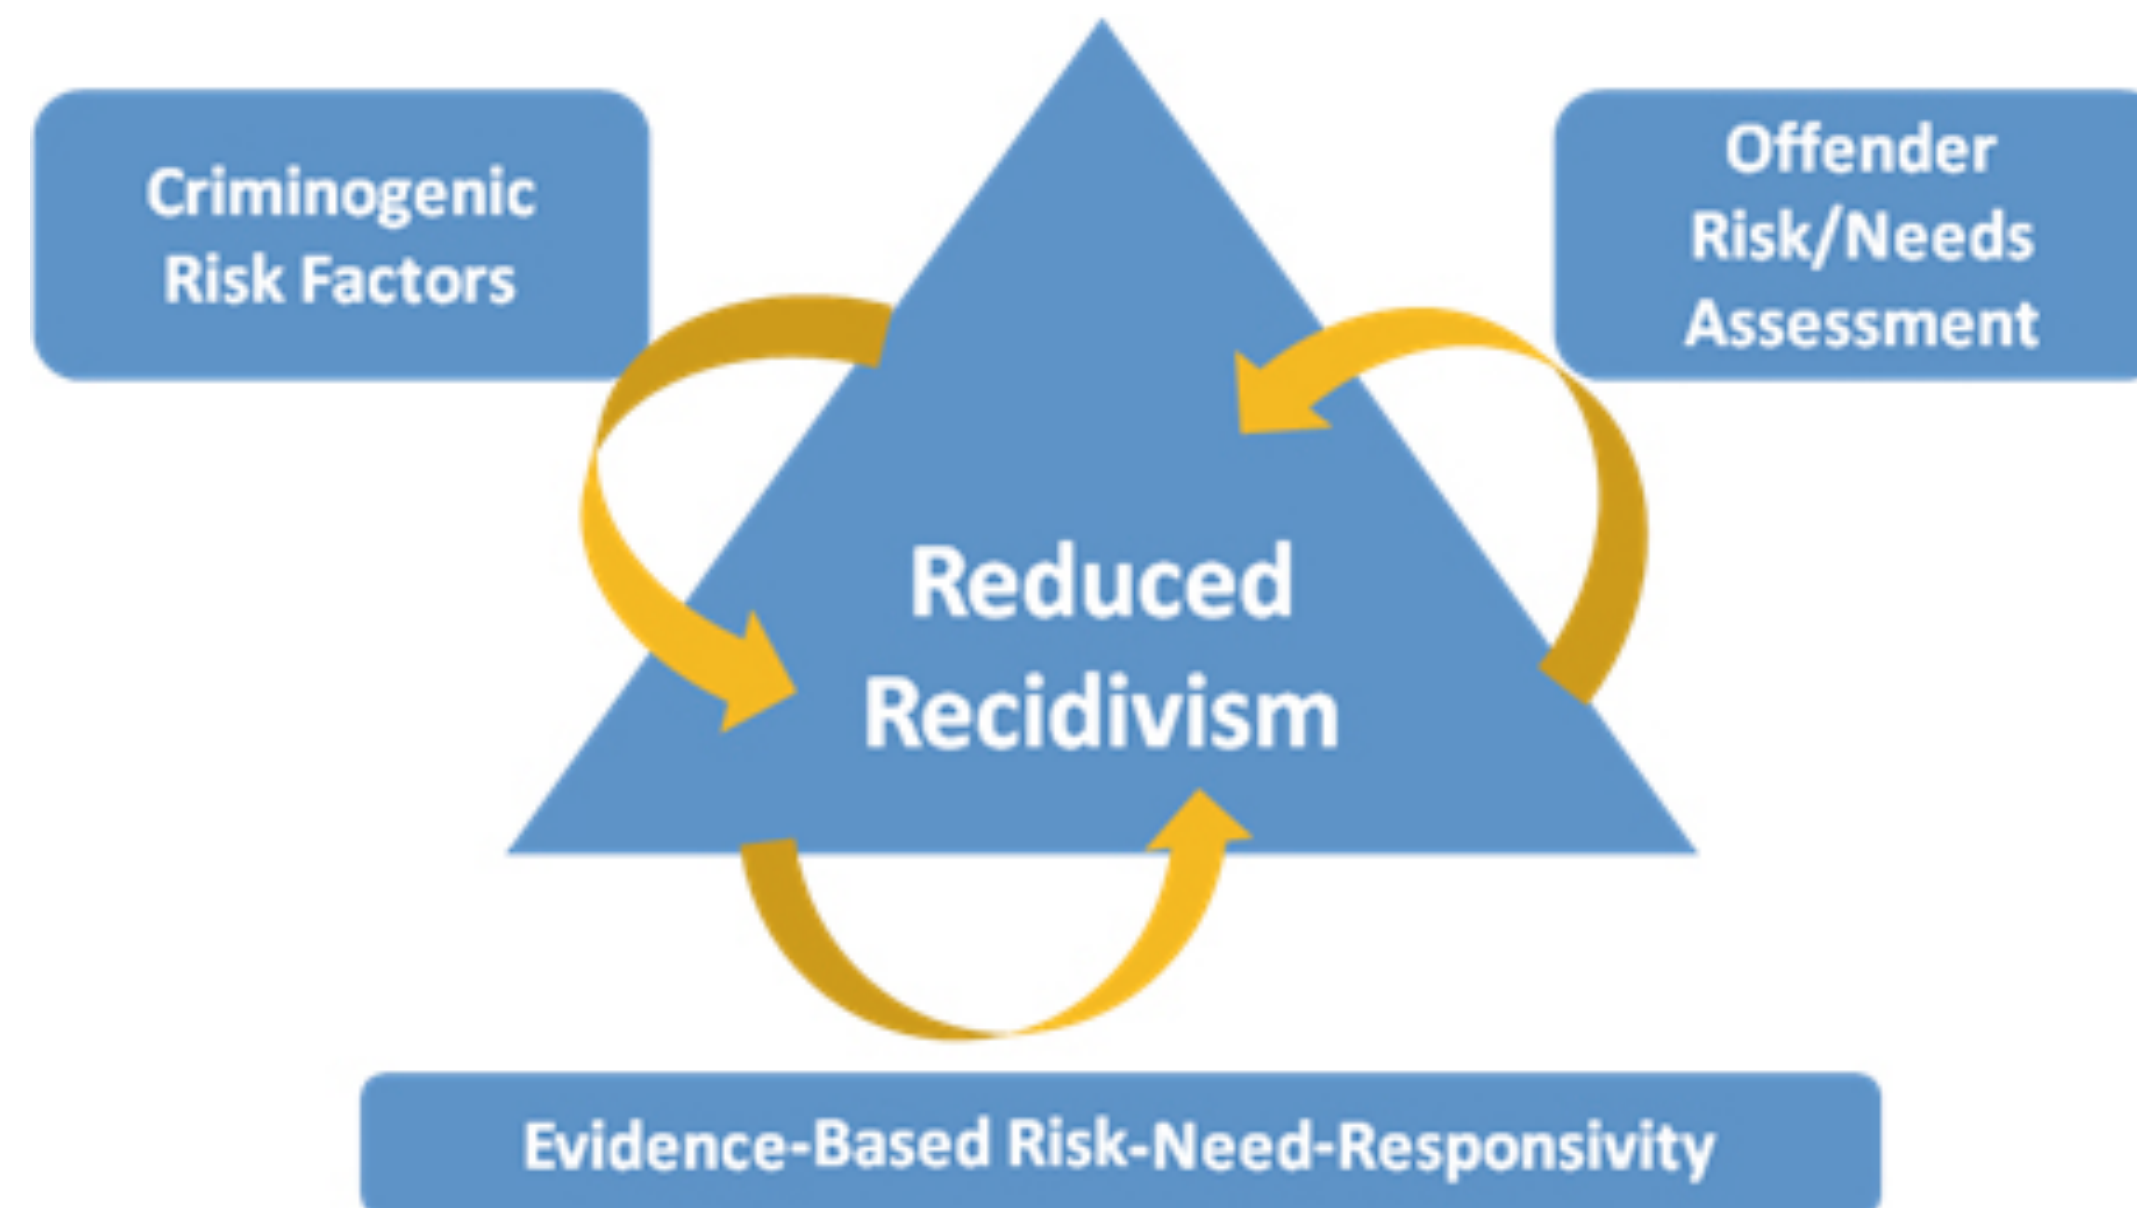 Criminogenic
Risk Factors
Offender
Risk/Needs
Assessment
Reduced
Recidivism
Evidence-Based Risk-Need-Responsivity